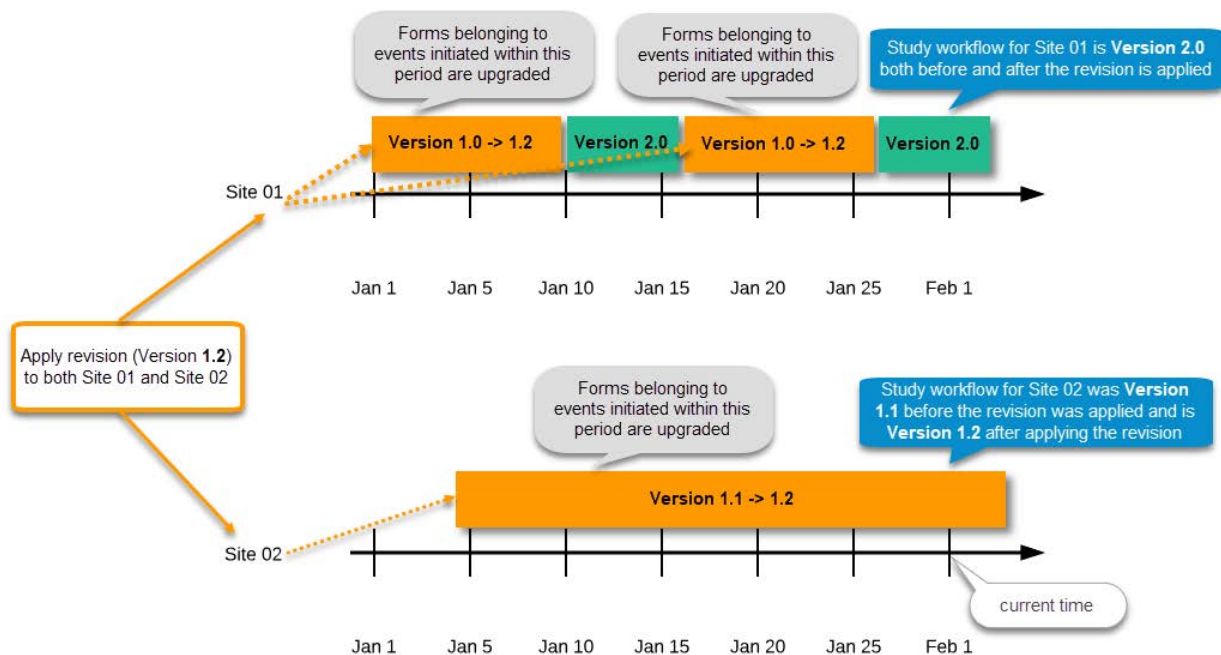 Forms belonging to
events initiated within this
period are upgraded
Forms belonging to
events initiated within this
period are upgraded
Study workflow for Site 01 is Version 2.0
both before and after the revision is applied
Version 1.0 -> 1.2
Version 2.0
Version 1.0 -> 1.2
Version 2.0
Site 01
Jan 1
Jan 5
Jan 10
Jan 15
Jan 20
Jan 25
Feb 1
Apply revision (Version 1.2)
to both Site 01 and Site 02
Forms belonging to
events initiated within this
period are upgraded
Study workflow for Site 02 was Version
1.1 before the revision was applied and is
Version 1.2 after applying the revision
Version 1.1 -> 1.2
Site 02
current time
Jan 1
Jan 5
Jan 10
Jan 15
Jan 20
Jan 25
Feb 1